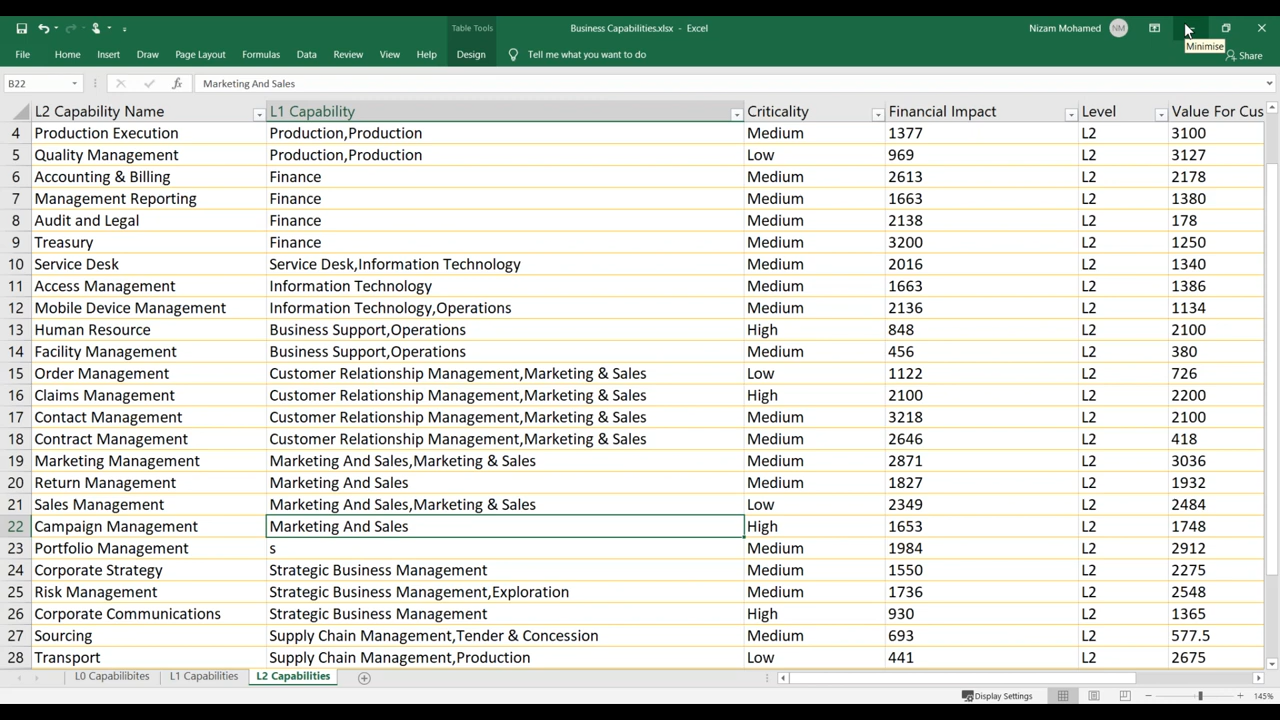 Table Tools
Business Capabilities.xlsx - Excel
Nizam Mohamed NM
Minimise
File Home Insert Draw Page Layout Formulas Data Review View Help Design Tell me what you want to do Share
B22 fx Marketing And Sales
L2 Capability Name L1 Capability Criticality Financial Impact Level Value For Cus
4 Production Execution Production,Production Medium 1377 L2 3100
5 Quality Management Production,Production Low 969 L2 3127
6 Accounting & Billing Finance Medium 2613 L2 2178
7 Management Reporting Finance Medium 1663 L2 1380
8 Audit and Legal Finance Medium 2138 L2 178
9 Treasury Finance Medium 3200 L2 1250
10 Service Desk Service Desk,Information Technology Medium 2016 L2 1340
11 Access Management Information Technology Medium 1663 L2 1386
12 Mobile Device Management Information Technology,Operations Medium 2136 L2 1134
13 Human Resource Business Support,Operations High 848 L2 2100
14 Facility Management Business Support,Operations Medium 456 L2 380
15 Order Management Customer Relationship Management,Marketing & Sales Low 1122 L2 726
16 Claims Management Customer Relationship Management,Marketing & Sales High 2100 L2 2200
17 Contact Management Customer Relationship Management,Marketing & Sales Medium 3218 L2 2100
18 Contract Management Customer Relationship Management,Marketing & Sales Medium 2646 L2 418
19 Marketing Management Marketing And Sales,Marketing & Sales Medium 2871 L2 3036
20 Return Management Marketing And Sales Medium 1827 L2 1932
21 Sales Management Marketing And Sales,Marketing & Sales Low 2349 L2 2484
22 Campaign Management Marketing And Sales High 1653 L2 1748
23 Portfolio Management s Medium 1984 L2 2912
24 Corporate Strategy Strategic Business Management Medium 1550 L2 2275
25 Risk Management Strategic Business Management,Exploration Medium 1736 L2 2548
26 Corporate Communications Strategic Business Management High 930 L2 1365
27 Sourcing Supply Chain Management,Tender & Concession Medium 693 L2 577.5
28 Transport Supply Chain Management,Production Low 441 L2 2675
L0 Capabilibites L1 Capabilities L2 Capabilities
Display Settings 145%